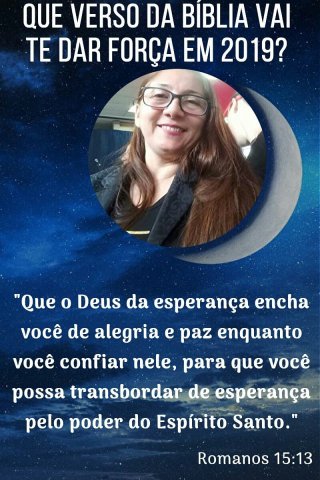 QUE VERSO DA BÍBLIA VAI
TE DAR FORÇA EM 2019?
"Que o Deus da esperança encha
você de alegria e paz enquanto
você confiar nele, para que você
possa transbordar de esperança
pelo poder do Espírito Santo."
Romanos 15:13